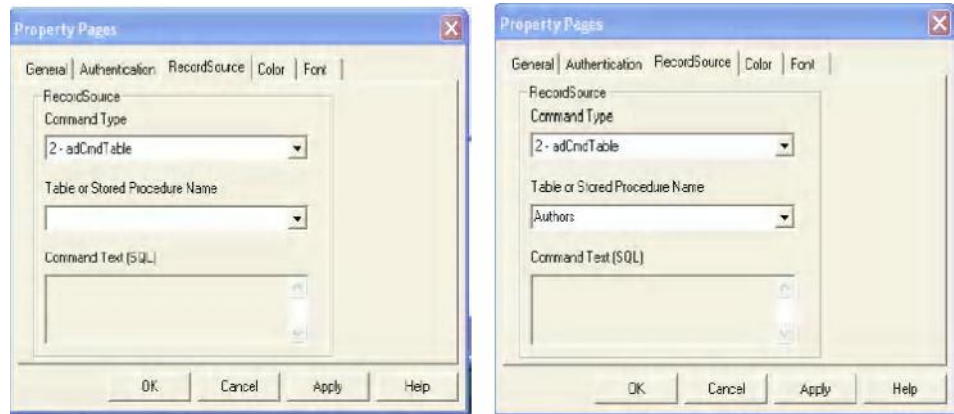 Property Pages
General Authentication RecordSource Color Font
RecordSource
Command Type
2 - adCmdTable
Table or Stored Procedure Name
Command Text (SQL)
OK Cancel Apply Help
Property Pages
General Authentication RecordSource Color Font
RecordSource
Command Type
2 - adCmdTable
Table or Stored Procedure Name
Authors
Command Text (SQL)
OK Cancel Apply Help